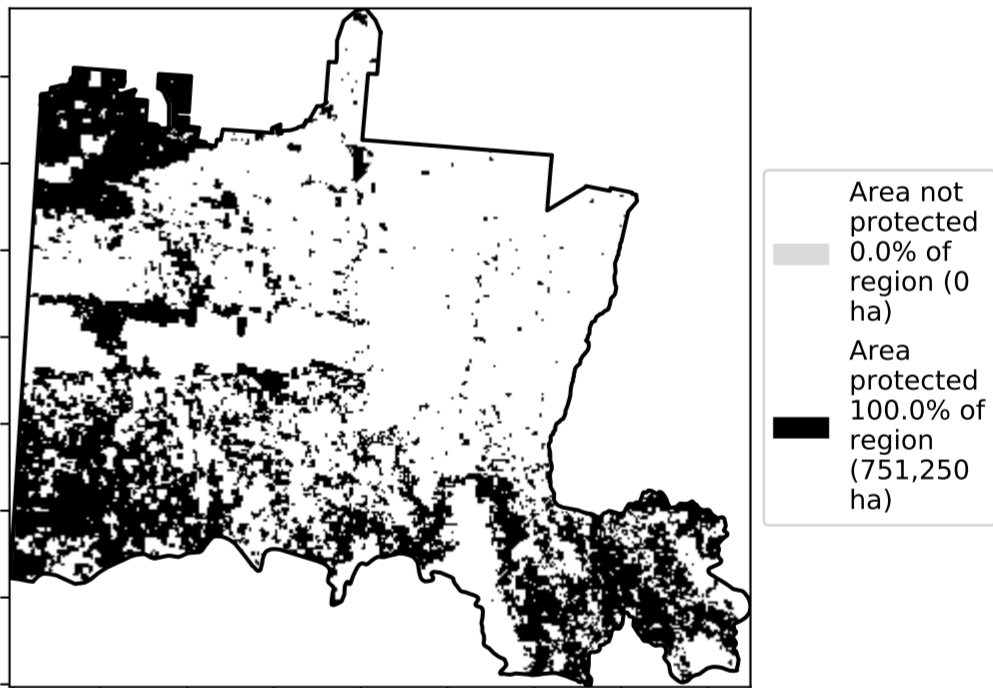 Area not
protected
0.0% of
region (0
ha)
Area
protected
100.0% of
region
(751,250
ha)